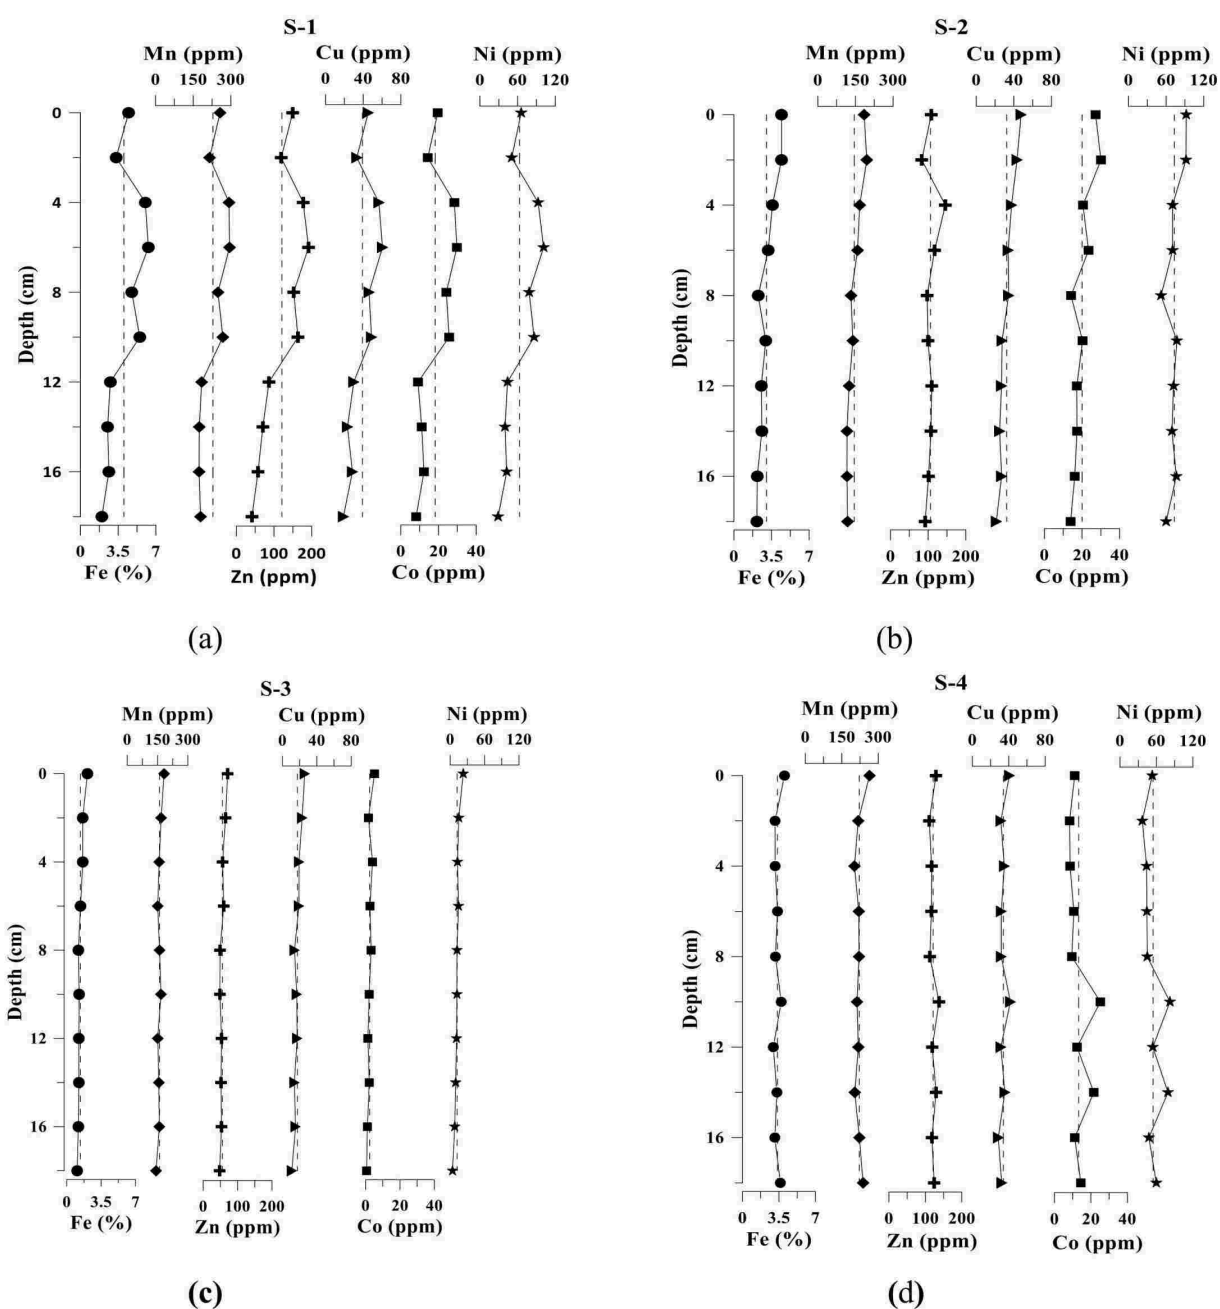 S-1
Mn (ppm) Cu (ppm) Ni (ppm)
0 150 300 0 40 80 0 60 120
0
4
8
12
16
Depth (cm)
0 3.5 7 0 100 200 0 20 40
Fe (%) Zn (ppm) Co (ppm)
(a)
S-2
Mn (ppm) Cu (ppm) Ni (ppm)
0 150 300 0 40 80 0 60 120
0
4
8
12
16
Depth (cm)
0 3.5 7 0 100 200 0 20 40
Fe (%) Zn (ppm) Co (ppm)
(b)
S-3
Mn (ppm) Cu (ppm) Ni (ppm)
0 150 300 0 40 80 0 60 120
0
4
8
12
16
Depth (cm)
0 3.5 7 0 100 200 0 20 40
Fe (%) Zn (ppm) Co (ppm)
(c)
S-4
Mn (ppm) Cu (ppm) Ni (ppm)
0 150 300 0 40 80 0 60 120
0
4
8
12
16
Depth (cm)
0 3.5 7 0 100 200 0 20 40
Fe (%) Zn (ppm) Co (ppm)
(d)